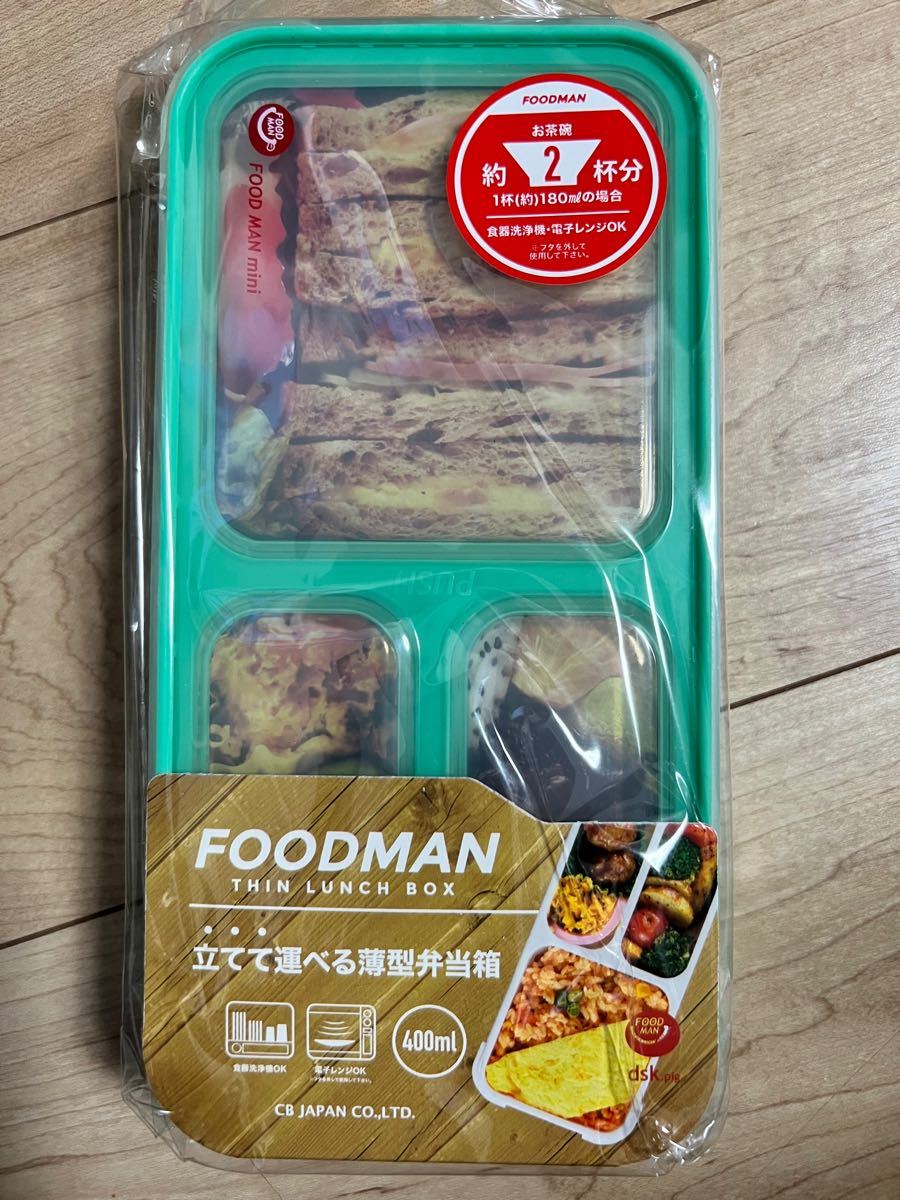 FOODMAN
お茶碗
約 2 杯分
1杯(約)180mlの場合
食器洗浄機・電子レンジOK
※フタを外して
使用して下さい。
FOOD
MAN
FOOD MAN mini
PUSH
FOODMAN
THIN LUNCH BOX
立てて運べる薄型弁当箱
食器洗浄機OK
電子レンジOK
400ml
CB JAPAN CO.,LTD.
FOOD
MAN
dsk.pig